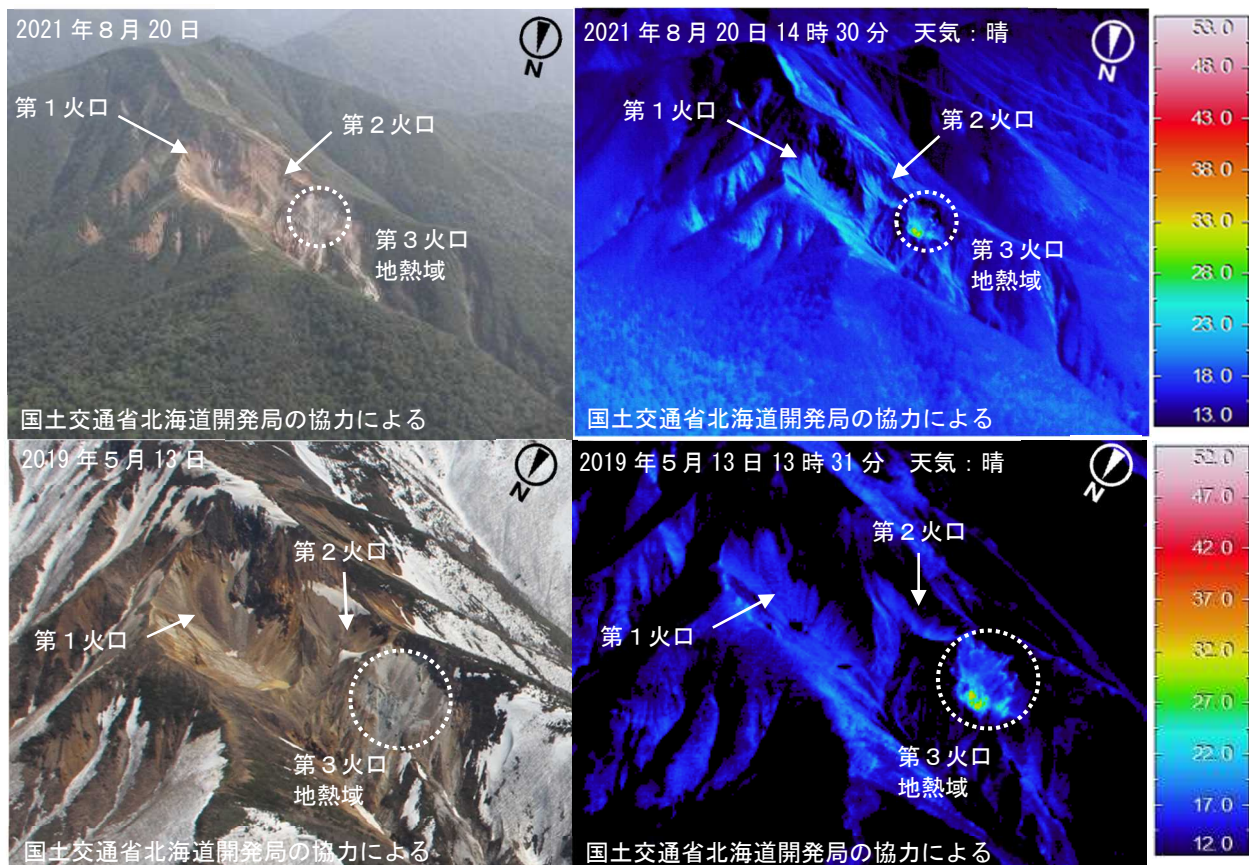 2021年8月20日
N
第1火口
第2火口
第3火口
地熱域
国土交通省北海道開発局の協力による
2021年8月20日14時30分 天気：晴
N
第1火口
第2火口
第3火口
地熱域
国土交通省北海道開発局の協力による
53.0
48.0
43.0
38.0
33.0
28.0
23.0
18.0
13.0
2019年5月13日
N
第2火口
第1火口
第3火口
地熱域
国土交通省北海道開発局の協力による
2019年5月13日13時31分 天気：晴
N
第2火口
第1火口
第3火口
地熱域
国土交通省北海道開発局の協力による
52.0
47.0
42.0
37.0
32.0
27.0
22.0
17.0
12.0